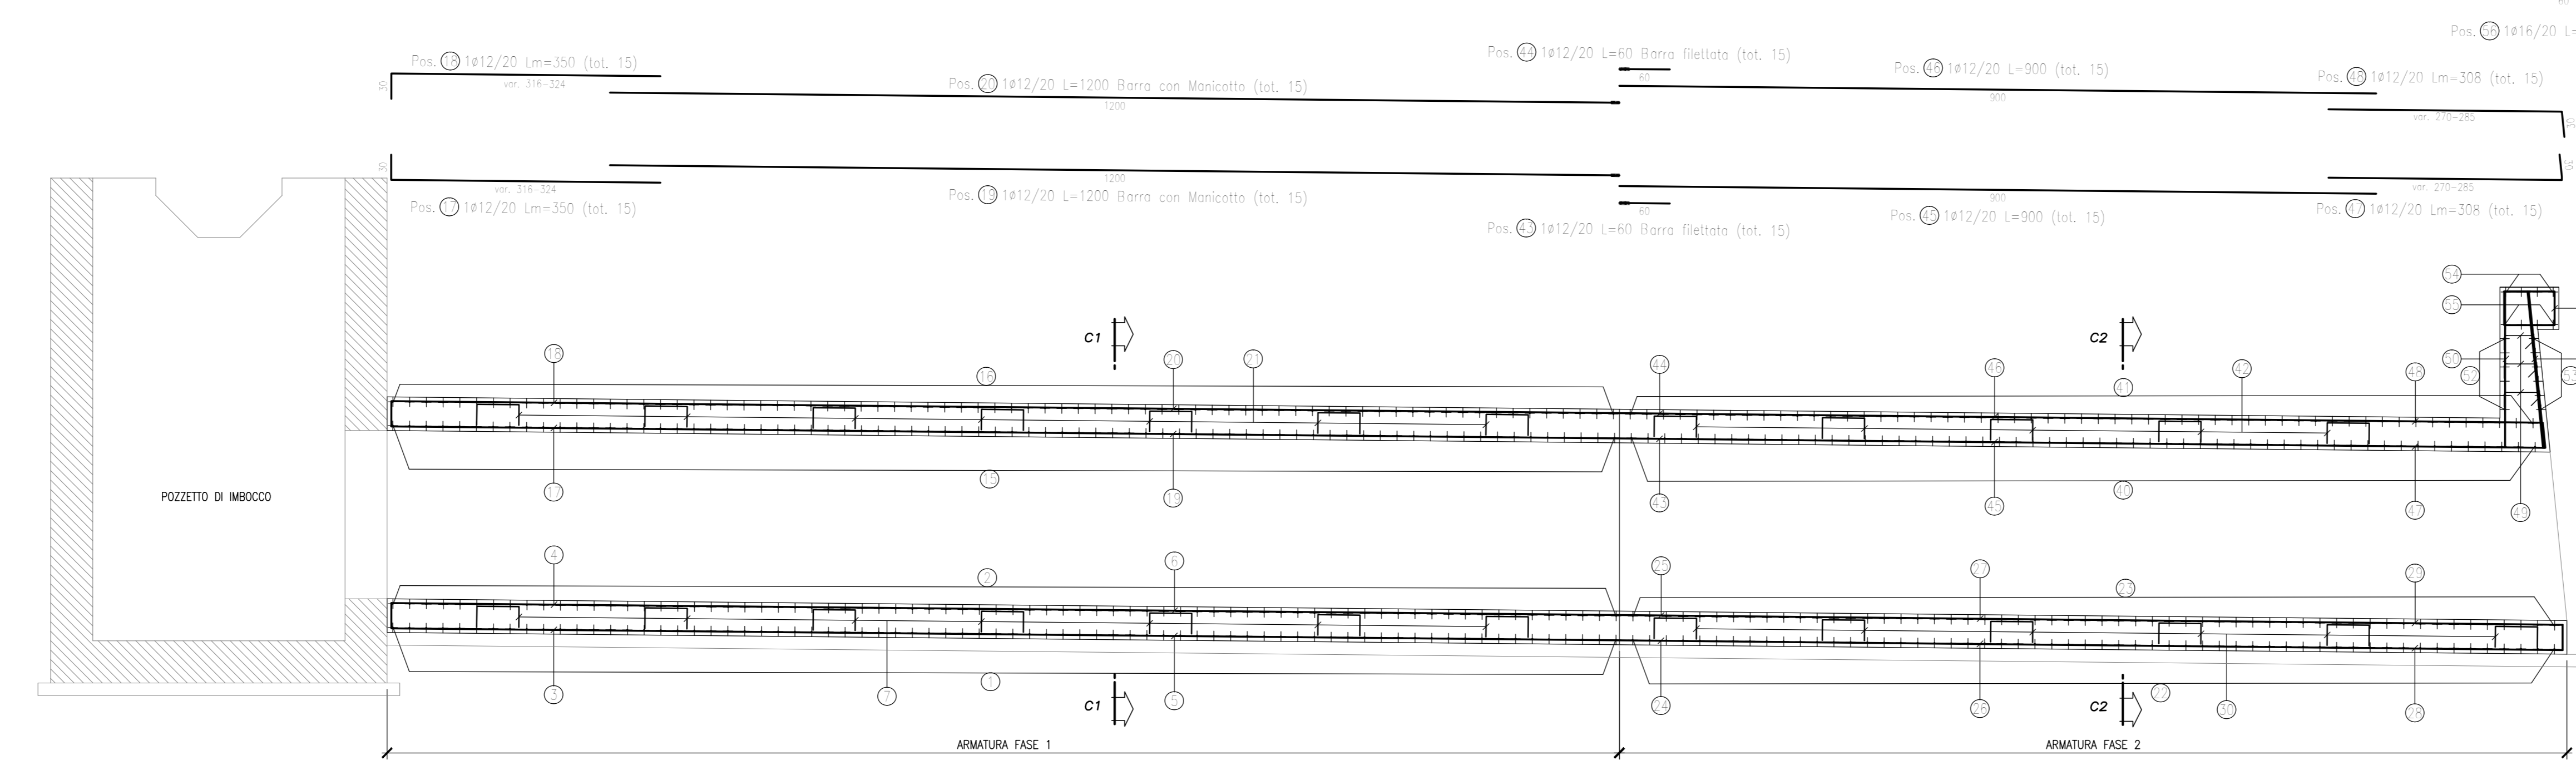 60
Pos. 56 1ø16/20 L=
Pos. 18 1ø12/20 Lm=350 (tot. 15)
30
var. 316-324
Pos. 20 1ø12/20 L=1200 Barra con Manicotto (tot. 15)
1200
Pos. 44 1ø12/20 L=60 Barra filettata (tot. 15)
60
Pos. 46 1ø12/20 L=900 (tot. 15)
900
Pos. 48 1ø12/20 Lm=308 (tot. 15)
var. 270-285
30
30
var. 316-324
Pos. 17 1ø12/20 Lm=350 (tot. 15)
1200
Pos. 19 1ø12/20 L=1200 Barra con Manicotto (tot. 15)
60
Pos. 43 1ø12/20 L=60 Barra filettata (tot. 15)
900
Pos. 45 1ø12/20 L=900 (tot. 15)
var. 270-285
Pos. 47 1ø12/20 Lm=308 (tot. 15)
54
55
50
52
53
C1
C2
18
16
20
21
44
46
41
42
48
17
15
19
43
45
40
47
49
POZZETTO DI IMBOCCO
4
2
6
25
27
23
29
3
7
1
5
24
26
22
30
28
C1
C2
ARMATURA FASE 1
ARMATURA FASE 2